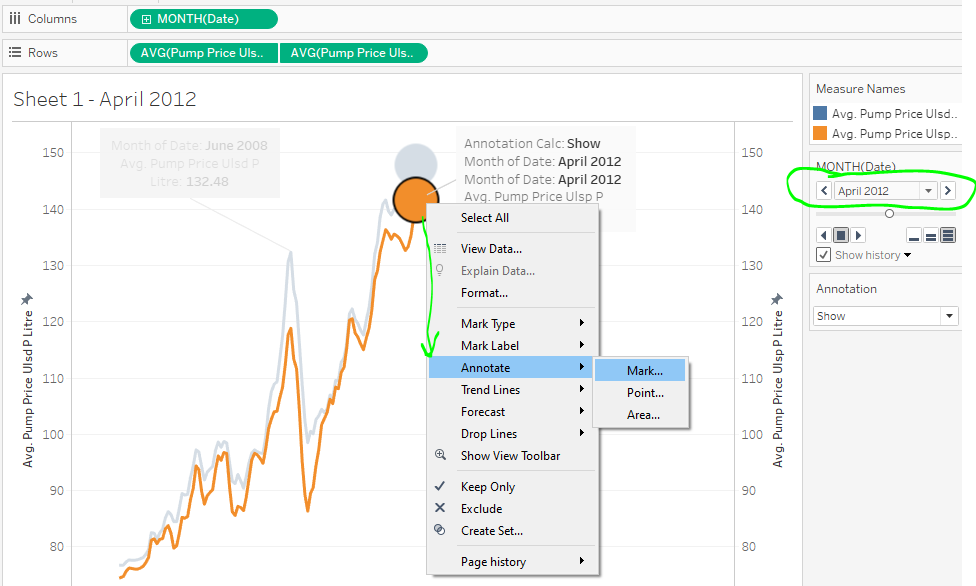 Columns
MONTH(Date)
Rows
AVG(Pump Price Uls..
AVG(Pump Price Uls..
Sheet 1 - April 2012
Month of Date: June 2008
Avg. Pump Price Ulsd P
Litre: 132.48
Annotation Calc: Show
Month of Date: April 2012
Month of Date: April 2012
Avg. Pump Price Ulsp P
150
140
130
120
110
100
90
80
Avg. Pump Price Ulsd P Litre
Select All
View Data...
Explain Data...
Format...
Mark Type
Mark Label
Annotate
Trend Lines
Forecast
Drop Lines
Show View Toolbar
Keep Only
Exclude
Create Set...
Page history
Mark...
Point...
Area...
150
140
130
120
110
100
90
80
Avg. Pump Price Ulsp P Litre
Measure Names
Avg. Pump Price Ulsd..
Avg. Pump Price Ulsp..
MONTH(Date)
April 2012
Show history
Annotation
Show